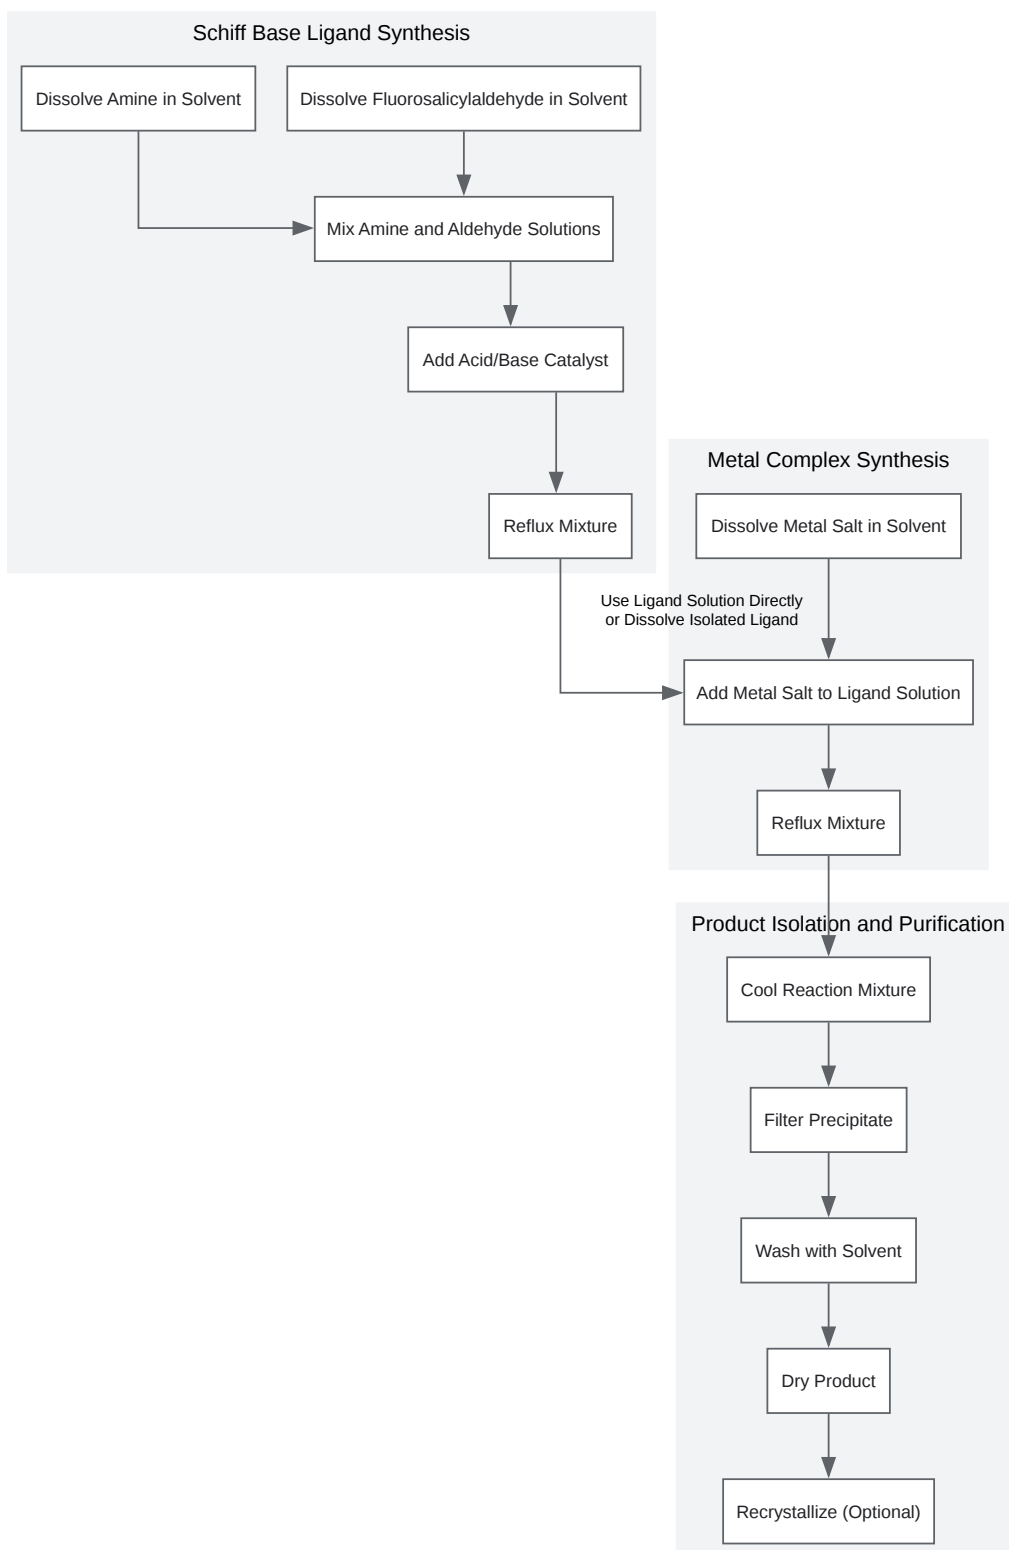 Schiff Base Ligand Synthesis
Dissolve Amine in Solvent
Dissolve Fluorosalicylaldehyde in Solvent
Mix Amine and Aldehyde Solutions
Add Acid/Base Catalyst
Reflux Mixture
Metal Complex Synthesis
Dissolve Metal Salt in Solvent
Use Ligand Solution Directly
or Dissolve Isolated Ligand
Add Metal Salt to Ligand Solution
Reflux Mixture
Product Isolation and Purification
Cool Reaction Mixture
Filter Precipitate
Wash with Solvent
Dry Product
Recrystallize (Optional)